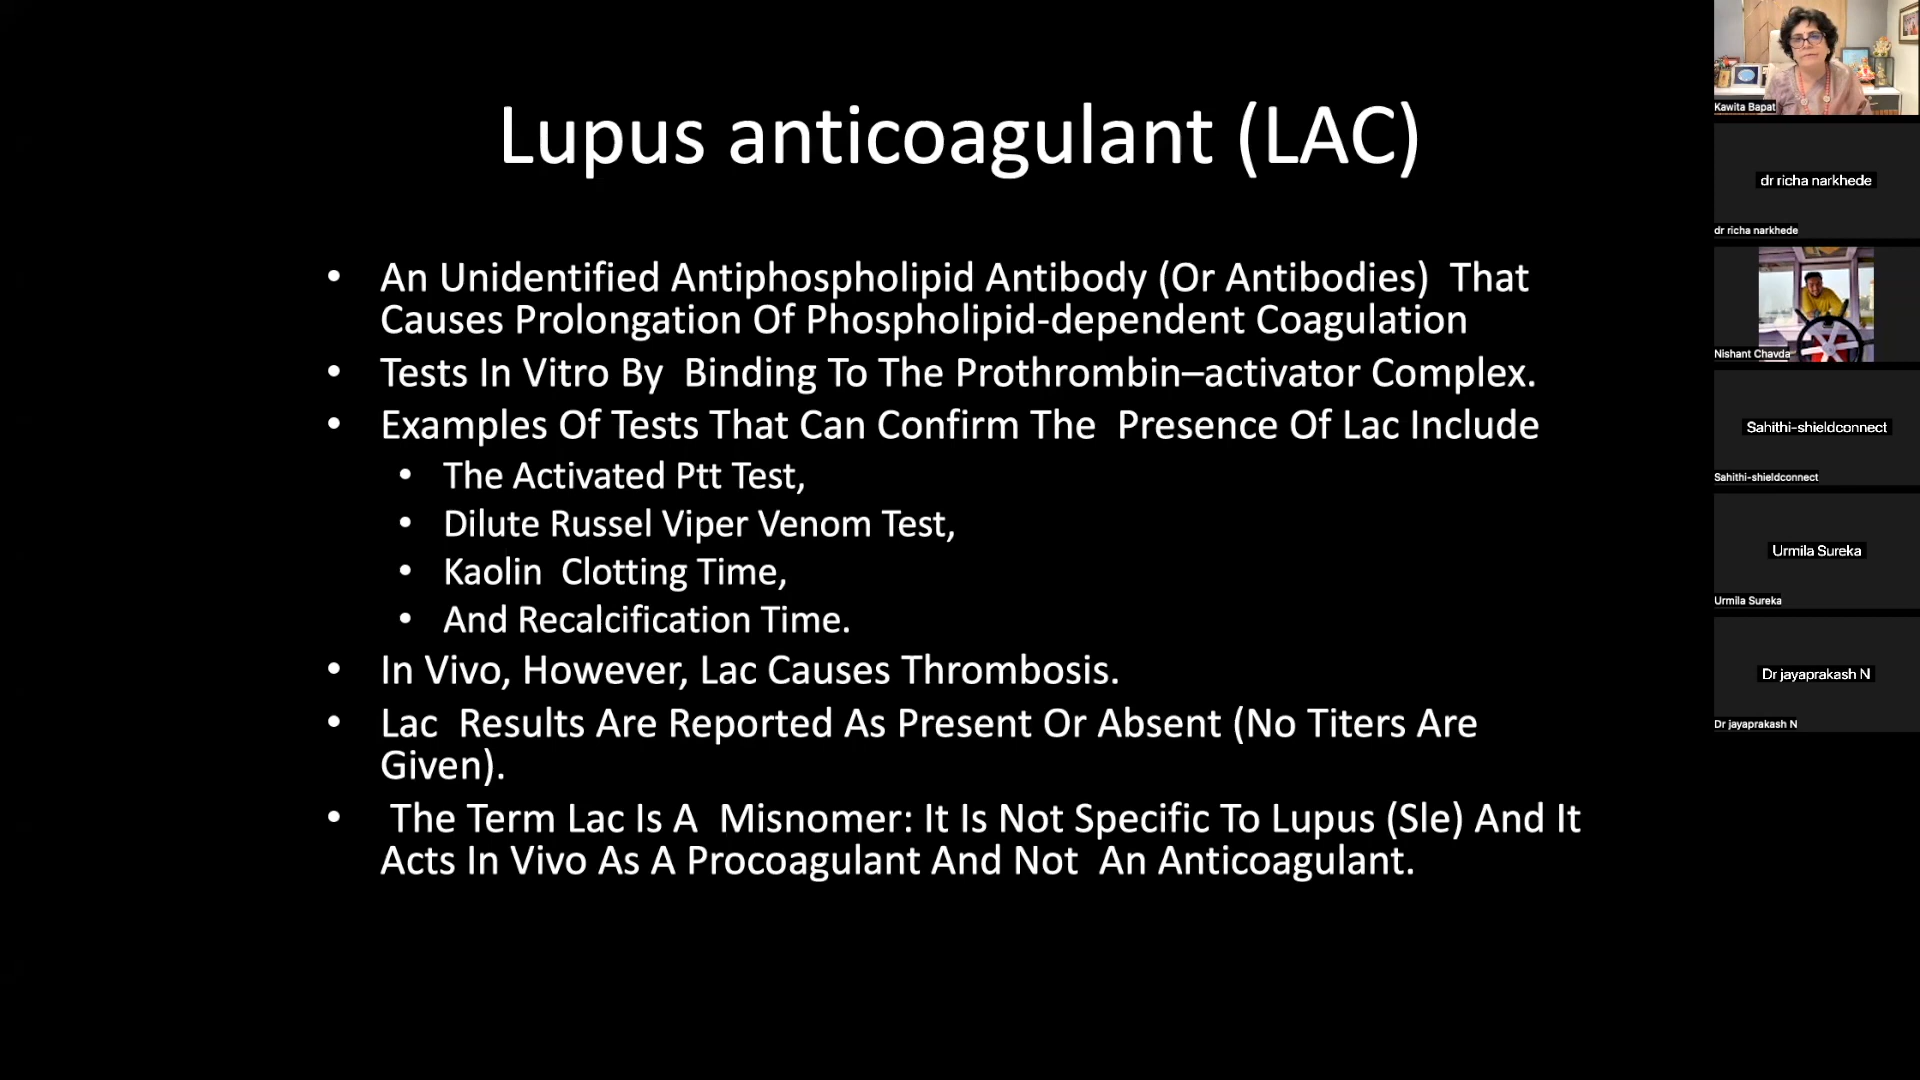 Lupus anticoagulant (LAC)
• An Unidentified Antiphospholipid Antibody (Or Antibodies) That
Causes Prolongation Of Phospholipid-dependent Coagulation
• Tests In Vitro By Binding To The Prothrombin–activator Complex.
• Examples Of Tests That Can Confirm The Presence Of Lac Include
• The Activated Ptt Test,
• Dilute Russel Viper Venom Test,
• Kaolin Clotting Time,
• And Recalcification Time.
• In Vivo, However, Lac Causes Thrombosis.
• Lac Results Are Reported As Present Or Absent (No Titers Are
Given).
• The Term Lac Is A Misnomer: It Is Not Specific To Lupus (Sle) And It
Acts In Vivo As A Procoagulant And Not An Anticoagulant.
Kawita Bapat
dr richa narkhede
dr richa narkhede
Nishant Chavda
Sahithi-shieldconnect
Sahithi-shieldconnect
Urmila Sureka
Urmila Sureka
Dr jayaprakash N
Dr jayaprakash N